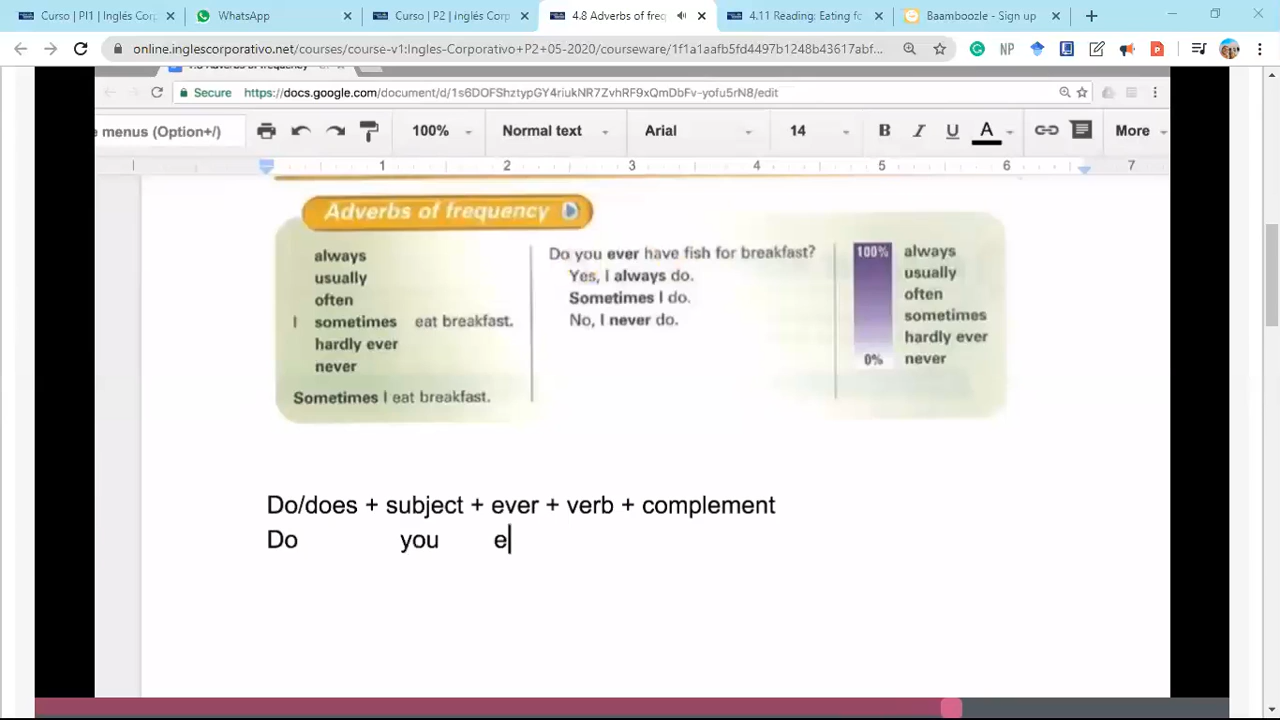 Curso | PI1 | Inglés Corp
WhatsApp
Curso | P2 | inglés Corp
4.8 Adverbs of freq
4.11 Reading: Eating fo
Baamboozle - Sign up
online.inglescorporativo.net/courses/course-v1:Ingles-Corporativo+P2+05-2020/courseware/1f1a1aafb5fd4497b1248b43617abf...
NP
Secure
https://docs.google.com/document/d/1s6DOFShztypGY4riukNR7ZvhRF9xQmDbFv-yofu5rN8/edit
e menus (Option+/)
100%
Normal text
Arial
14
B I U A
More
1 2 3 4 5 6 7
Adverbs of frequency
always
usually
often
I sometimes eat breakfast.
hardly ever
never
Sometimes I eat breakfast.
Do you ever have fish for breakfast?
Yes, I always do.
Sometimes I do.
No, I never do.
100% always
usually
often
sometimes
hardly ever
0% never
Do/does + subject + ever + verb + complement
Do you e